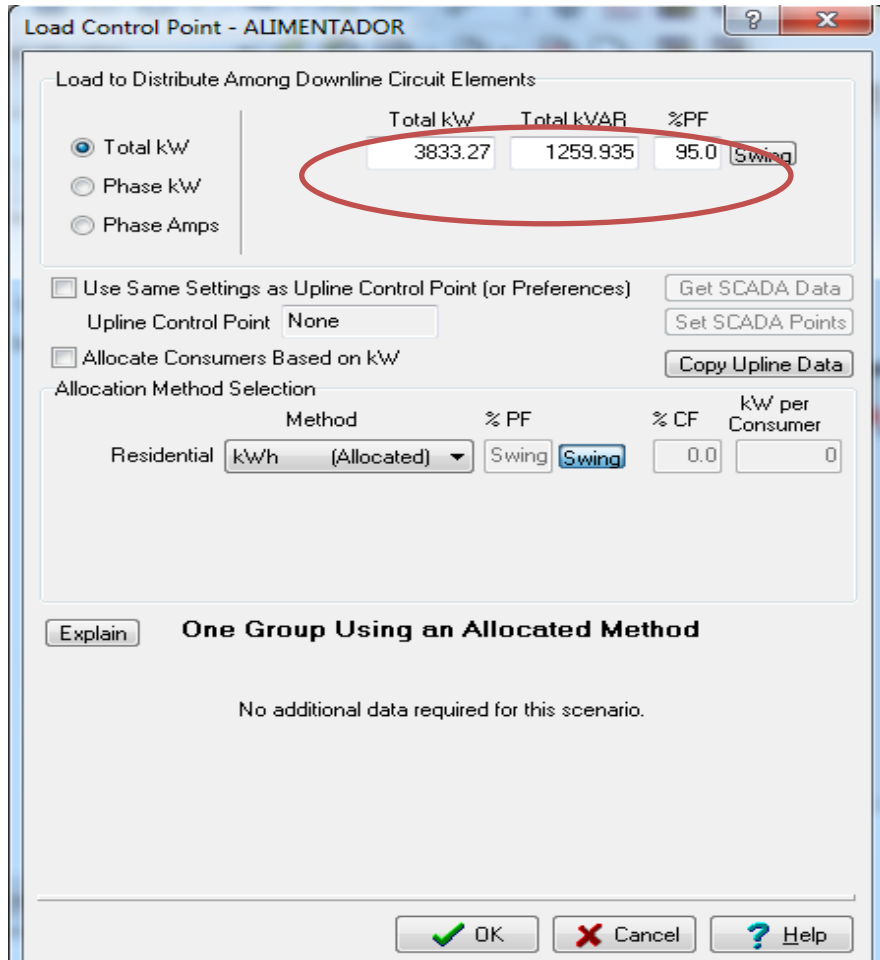 Load Control Point - ALIMENTADOR
Load to Distribute Among Downline Circuit Elements
Total kW Total kVAR %PF
Total kW 3833.27 1259.935 95.0 Swing
Phase kW
Phase Amps
Use Same Settings as Upline Control Point (or Preferences) Get SCADA Data
Upline Control Point None Set SCADA Points
Allocate Consumers Based on kW Copy Upline Data
Allocation Method Selection
Method % PF % CF kW per Consumer
Residential kWh (Allocated) Swing Swing 0.0 0
Explain One Group Using an Allocated Method
No additional data required for this scenario.
OK Cancel ? Help